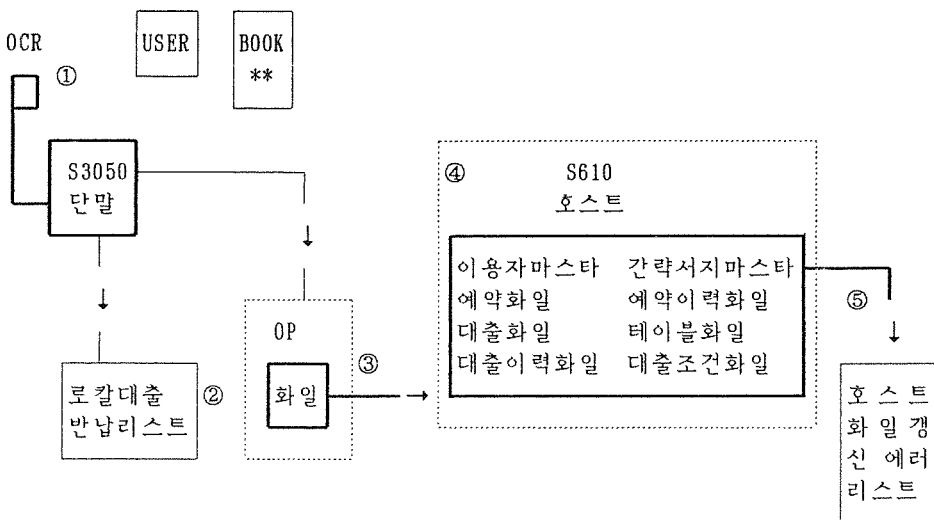 OCR
①
USER
BOOK
**
S3050
단말
로칼대출
반납리스트
②
OP
화일
③
④
S610
호스트
이용자마스타 간략서지마스타
예약화일 예약이력화일
대출화일 테이블화일
대출이력화일 대출조건화일
⑤
호스트
화일갱
신 에러
리스트